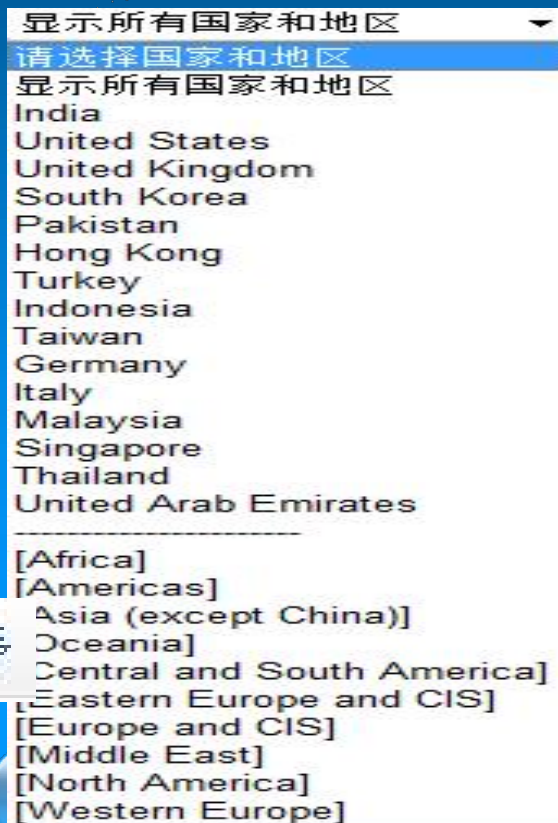 显示所有国家和地区
请选择国家和地区
显示所有国家和地区
India
United States
United Kingdom
South Korea
Pakistan
Hong Kong
Turkey
Indonesia
Taiwan
Germany
Italy
Malaysia
Singapore
Thailand
United Arab Emirates
----------------------
[Africa]
[Americas]
Asia (except China)]
Oceania]
Central and South America]
[Eastern Europe and CIS]
[Europe and CIS]
[Middle East]
[North America]
[Western Europe]